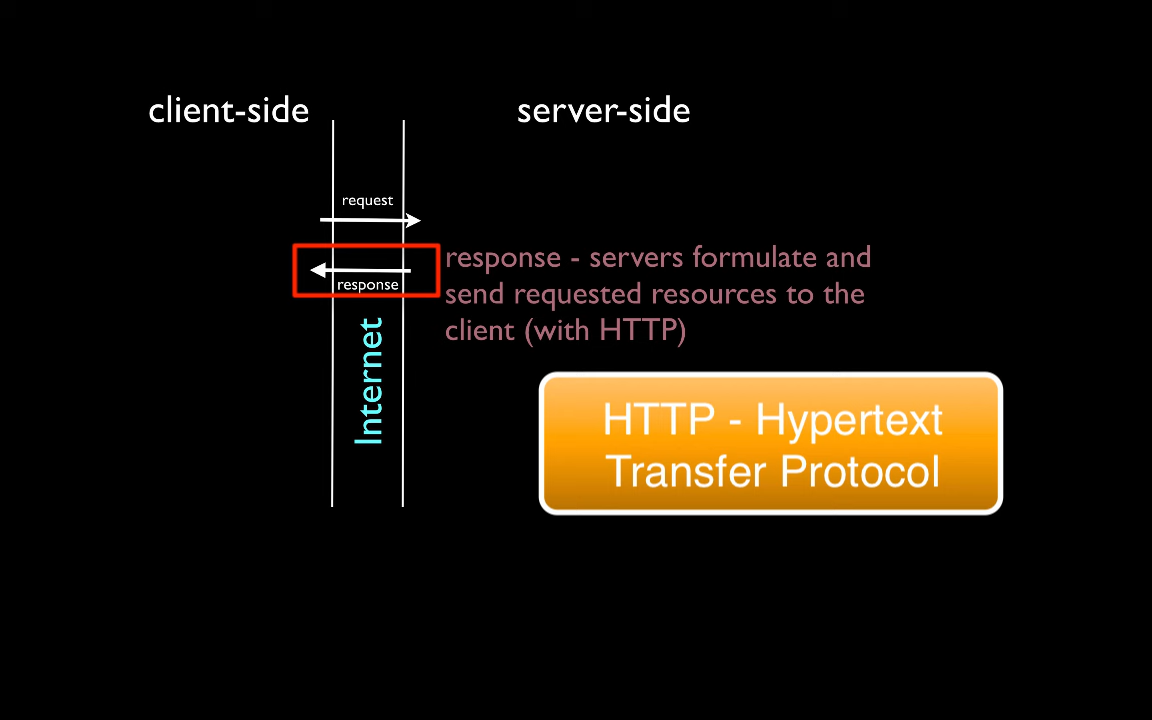 client-side
server-side
request
response
response - servers formulate and
send requested resources to the
client (with HTTP)
Internet
HTTP - Hypertext
Transfer Protocol